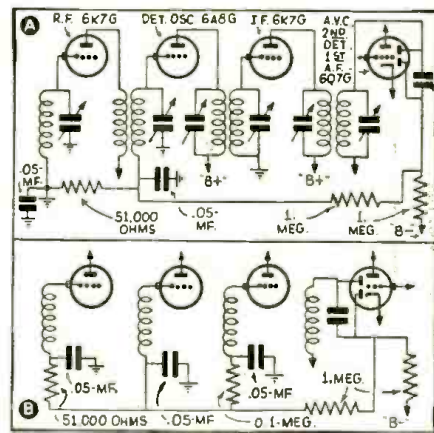 A
R.F. 6K7G
DET. OSC 6A8G
I.F. 6K7G
A.V.C.
2ND.
DET.
1ST
A.F.
6Q7G
.05-
MF.
51,000
OHMS
.05-
MF.
"B+"
"B+"
1.
MEG.
1.
MEG.
"B-"
B
.05-MF.
51,000 OHMS
.05-MF
.05-MF
0.1-MEG.
1.MEG.
"B-"